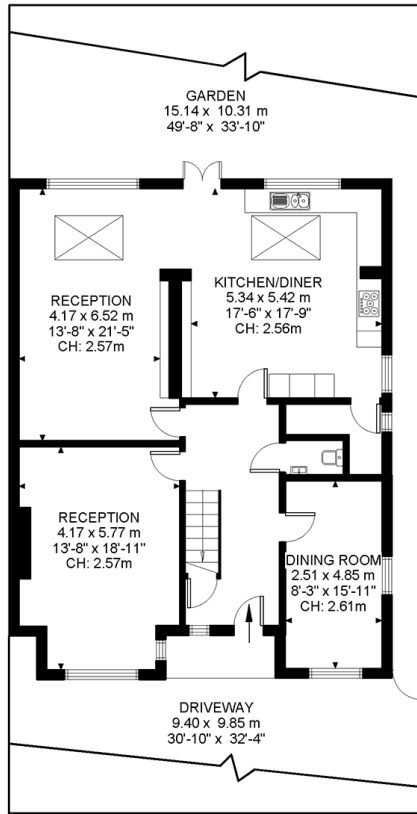 GARDEN
15.14 x 10.31 m
49'-8" x 33'-10"
RECEPTION
4.17 x 6.52 m
13'-8" x 21'-5"
CH: 2.57m
KITCHEN/DINER
5.34 x 5.42 m
17'-6" x 17'-9"
CH: 2.56m
RECEPTION
4.17 x 5.77 m
13'-8" x 18'-11"
CH: 2.57m
DINING ROOM
2.51 x 4.85 m
8'-3" x 15'-11"
CH: 2.61m
DRIVEWAY
9.40 x 9.85 m
30'-10" x 32'-4"